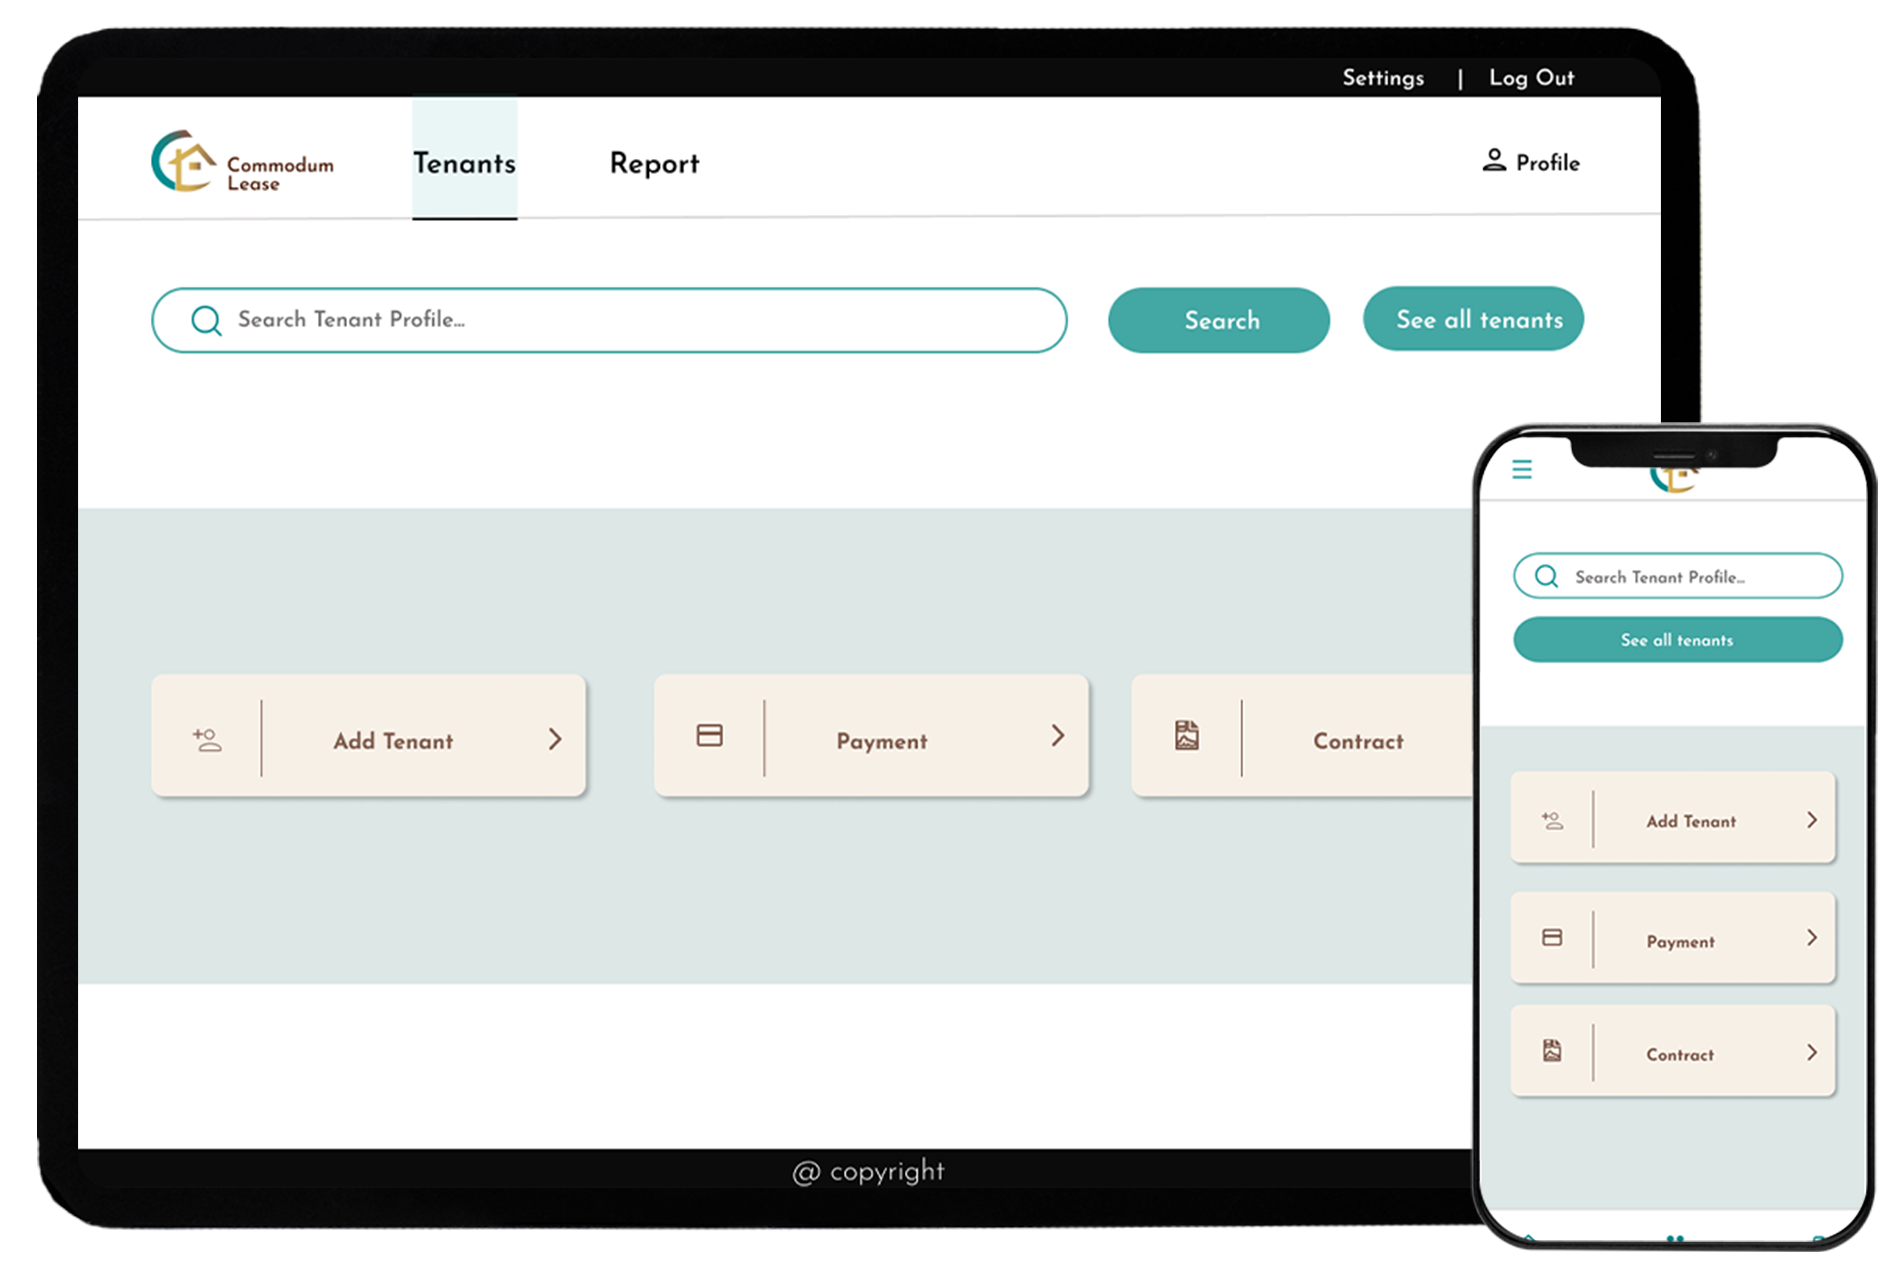 Settings | Log Out
Commodum
Lease
Tenants
Report
Profile
Search Tenant Profile...
Search
See all tenants
Add Tenant
Payment
Contract
@ copyright
Search Tenant Profile...
See all tenants
Add Tenant
Payment
Contract